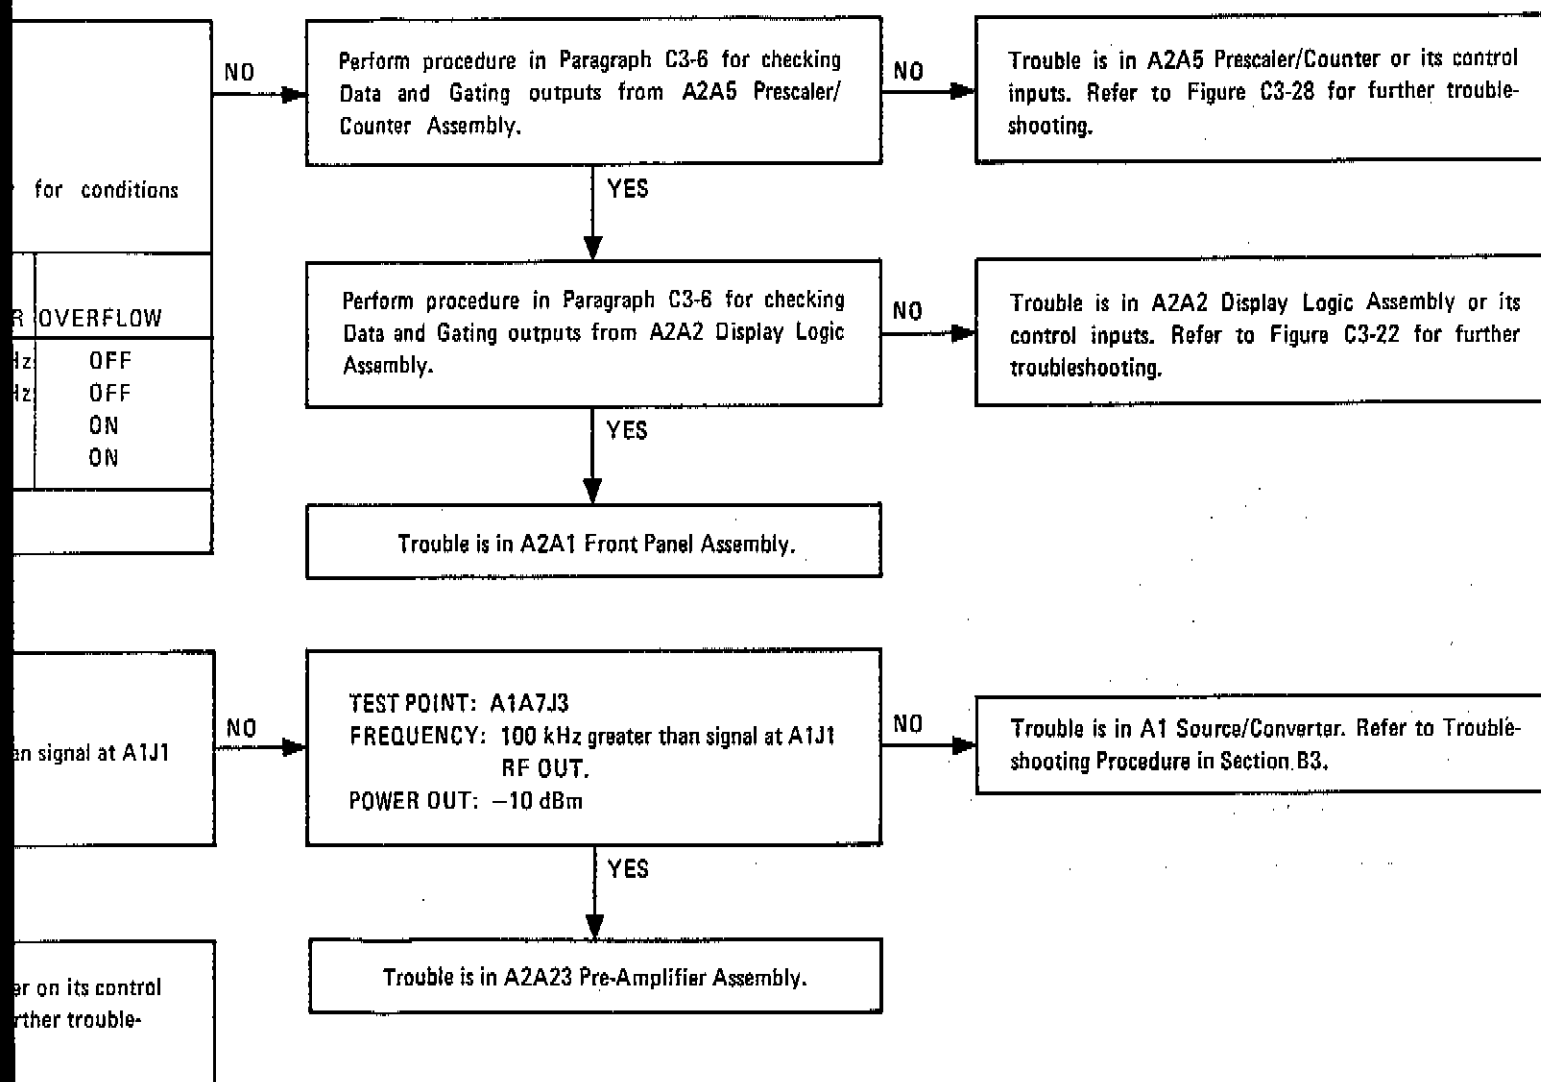 NO
Perform procedure in Paragraph C3-6 for checking
Data and Gating outputs from A2A5 Prescaler/
Counter Assembly.
NO
Trouble is in A2A5 Prescaler/Counter or its control
inputs. Refer to Figure C3-28 for further trouble-
shooting.
for conditions
YES
R OVERFLOW
Hz OFF
Hz OFF
ON
ON
Perform procedure in Paragraph C3-6 for checking
Data and Gating outputs from A2A2 Display Logic
Assembly.
NO
Trouble is in A2A2 Display Logic Assembly or its
control inputs. Refer to Figure C3-22 for further
troubleshooting.
YES
Trouble is in A2A1 Front Panel Assembly.
an signal at A1J1
NO
TEST POINT: A1A7J3
FREQUENCY: 100 kHz greater than signal at A1J1
RF OUT.
POWER OUT: −10 dBm
NO
Trouble is in A1 Source/Converter. Refer to Trouble-
shooting Procedure in Section B3.
YES
Trouble is in A2A23 Pre-Amplifier Assembly.
er on its control
rther trouble-